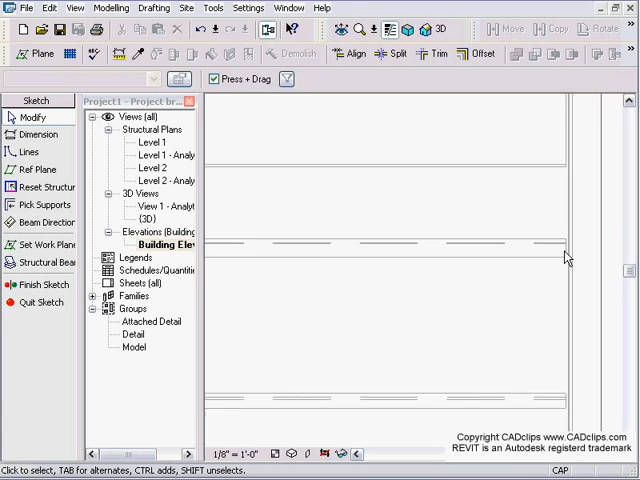 File Edit View Modelling Drafting Site Tools Settings Window Help
3D Move Copy Rotate
Plane Demolish Align Split Trim Offset
Press + Drag
Sketch
Modify
Dimension
Lines
Ref Plane
Reset Structur
Pick Supports
Beam Direction
Set Work Plane
Structural Bea
Finish Sketch
Quit Sketch
Project1 - Project br...
Views (all)
Structural Plans
Level 1
Level 1 - Analy
Level 2
Level 2 - Analy
3D Views
View 1 - Analyt
{3D}
Elevations (Building
Building Elev
Legends
Schedules/Quantitie
Sheets (all)
Families
Groups
Attached Detail
Detail
Model
1/8" = 1'-0"
Copyright CADclips www.CADclips.com
REVIT is an Autodesk registerd trademark
Click to select, TAB for alternates, CTRL adds, SHIFT unselects.
CAP